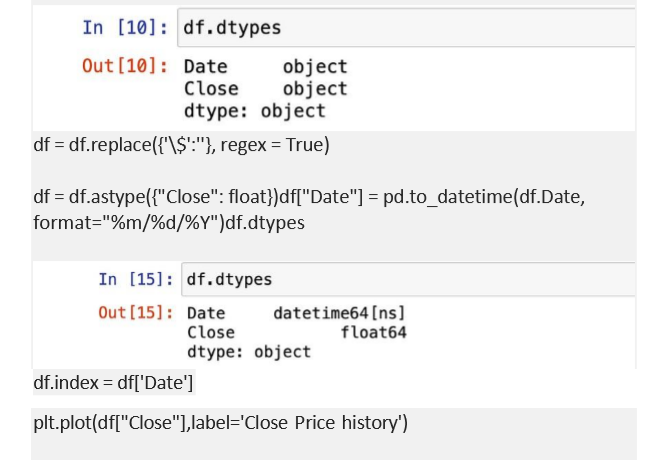 In [10]: df.dtypes
Out[10]: Date object
Close object
dtype: object
df = df.replace({'\$':''}, regex = True)
df = df.astype({"Close": float})df["Date"] = pd.to_datetime(df.Date,
format="%m/%d/%Y")df.dtypes
In [15]: df.dtypes
Out[15]: Date datetime64[ns]
Close float64
dtype: object
df.index = df['Date']
plt.plot(df["Close"],label='Close Price history')